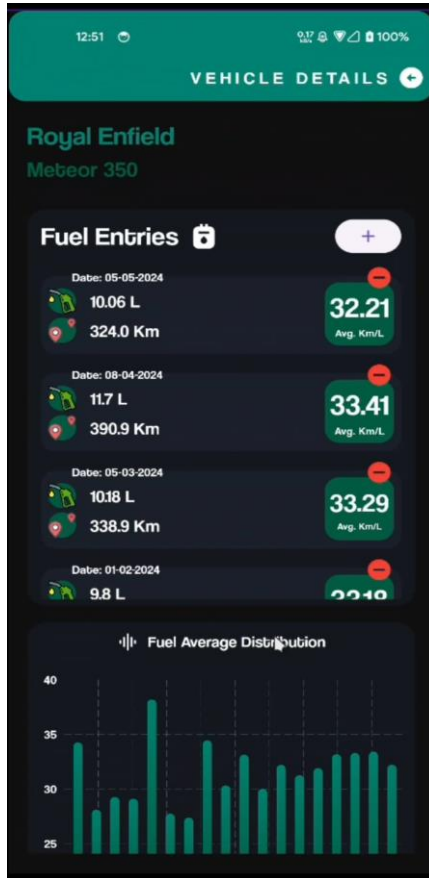 12:51 100%
VEHICLE DETAILS
Royal Enfield
Meteor 350
Fuel Entries
+
Date: 05-05-2024
10.06 L
324.0 Km
32.21
Avg. Km/L
Date: 08-04-2024
11.7 L
390.9 Km
33.41
Avg. Km/L
Date: 05-03-2024
10.18 L
338.9 Km
33.29
Avg. Km/L
Date: 01-02-2024
9.8 L
Fuel Average Distribution
40
35
30
25